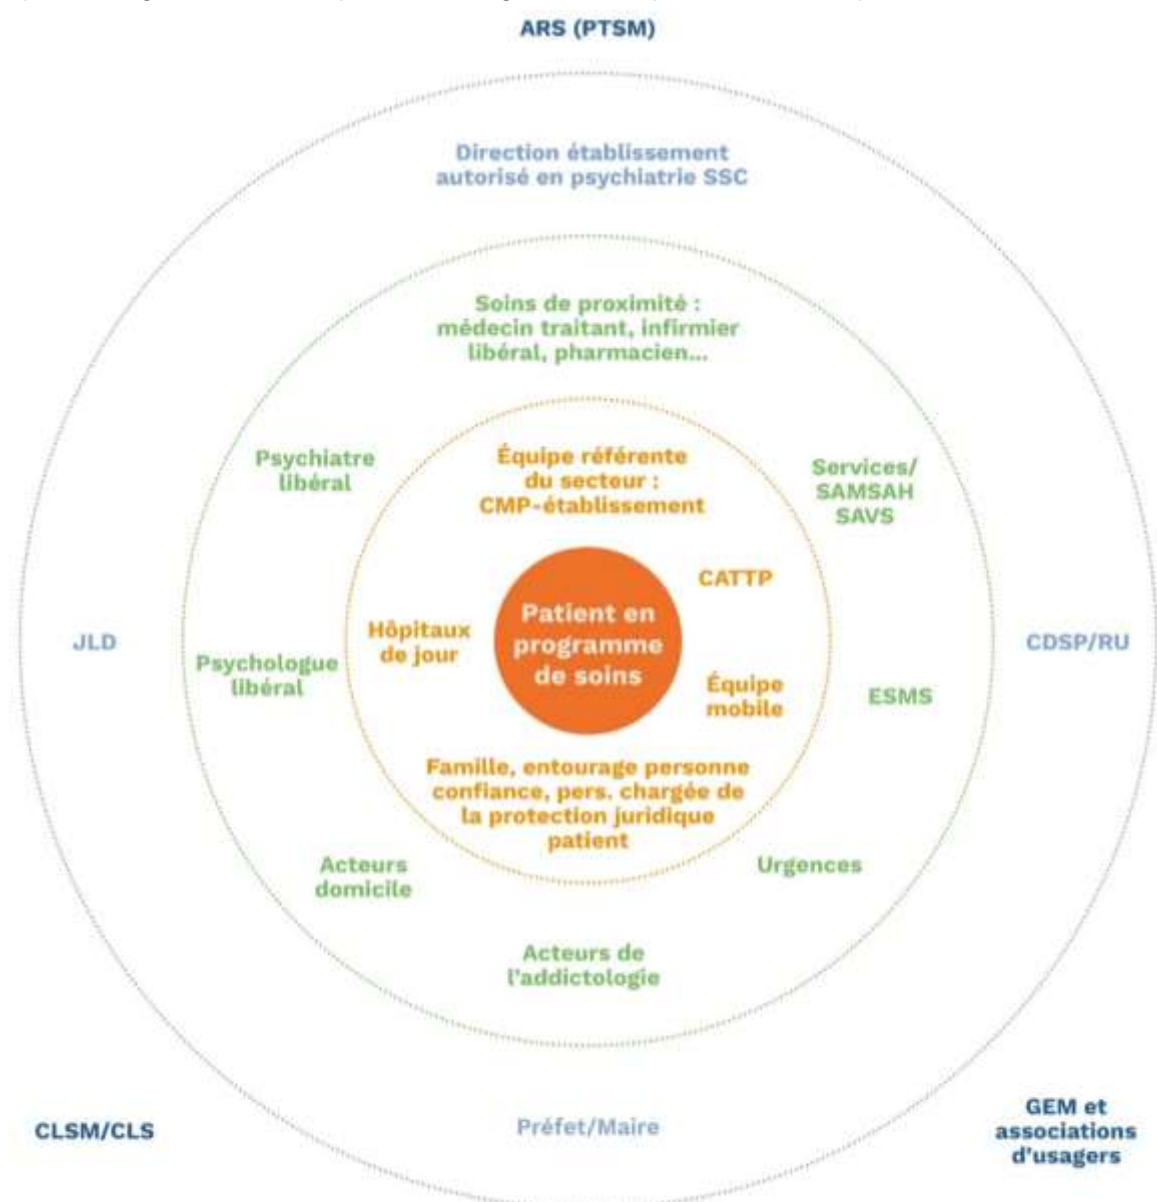 ARS (PTSM)
Direction établissement
autorisé en psychiatrie SSC
Soins de proximité :
médecin traitant, infirmier
libéral, pharmacien...
Psychiatre
libéral
Équipe référente
du secteur :
CMP-établissement
Services/
SAMSAH
SAVS
CATTP
Patient en
programme
de soins
Hôpitaux
de jour
JLD
CDSP/RU
Psychologue
libéral
Équipe
mobile
ESMS
Famille, entourage personne
confiance, pers. chargée de
la protection juridique
patient
Acteurs
domicile
Urgences
Acteurs de
l'addictologie
CLSM/CLS
Préfet/Maire
GEM et
associations
d'usagers